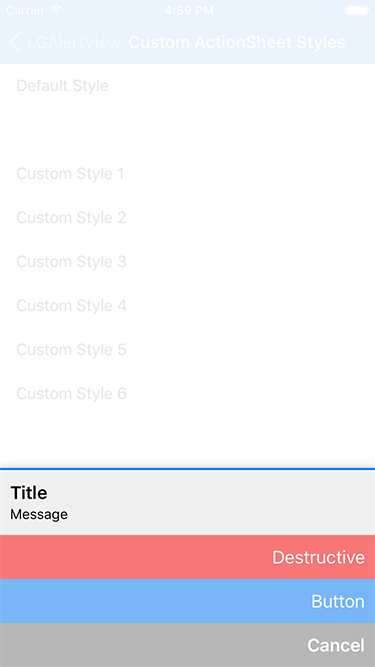 Carrier 4:59 PM
LGAlertView Custom ActionSheet Styles
Default Style
Custom Style 1
Custom Style 2
Custom Style 3
Custom Style 4
Custom Style 5
Custom Style 6
Title
Message
Destructive
Button
Cancel